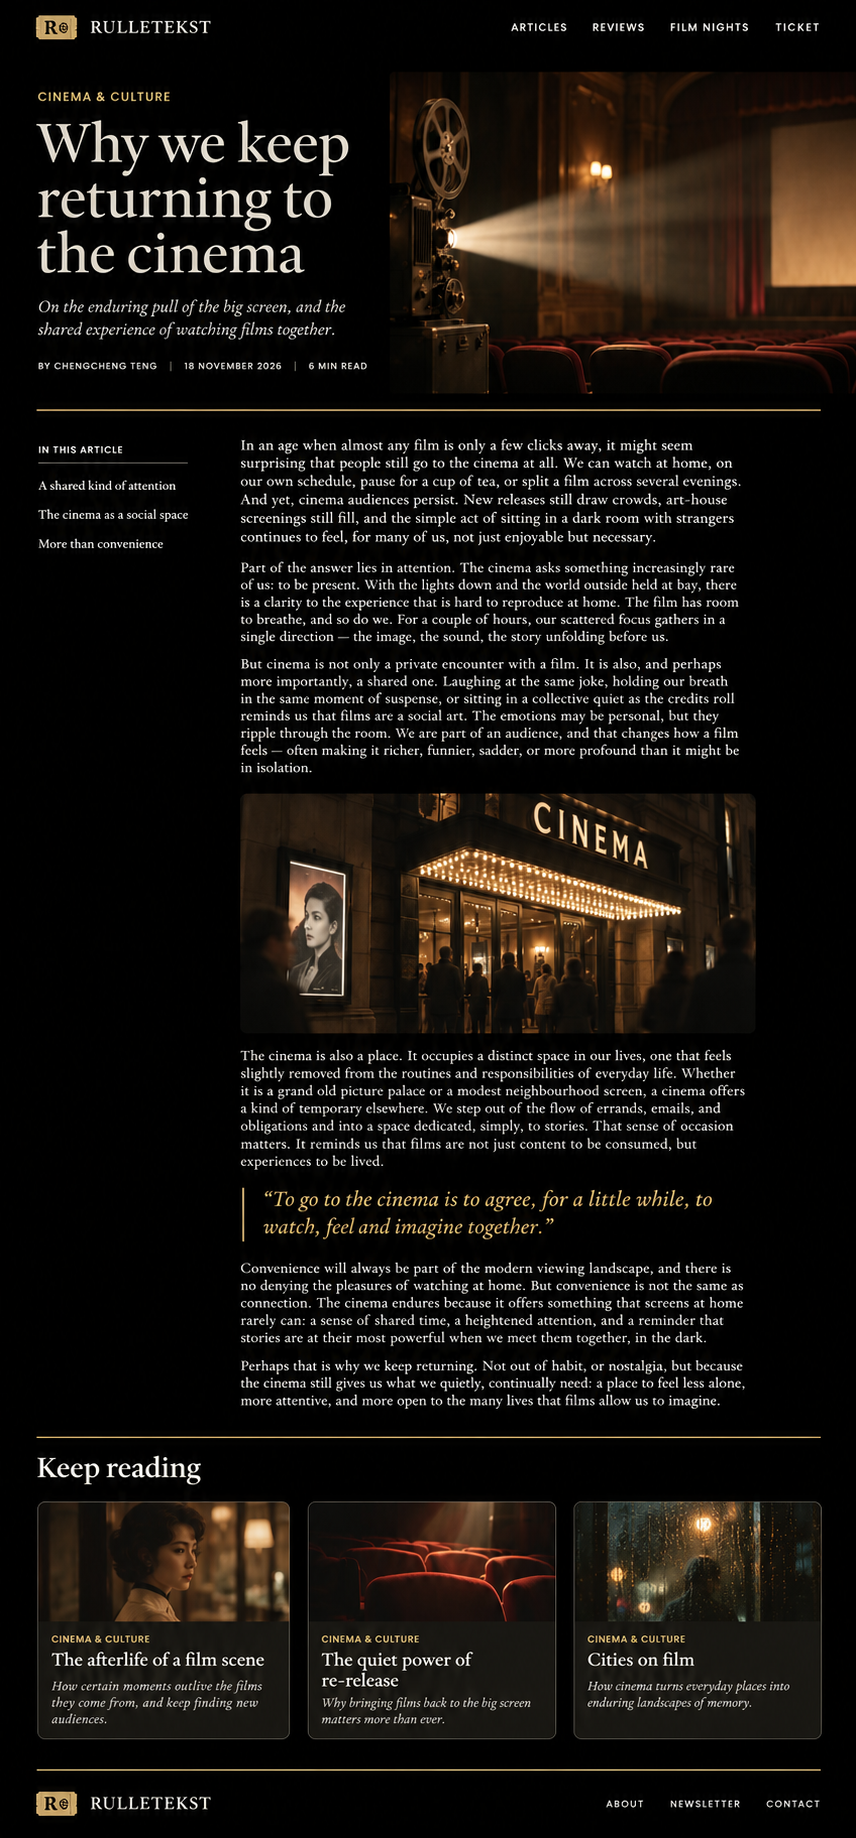 R
RULLETEKST
ARTICLES REVIEWS FILM NIGHTS TICKET
CINEMA & CULTURE
Why we keep
returning to
the cinema
On the enduring pull of the big screen, and the
shared experience of watching films together.
BY CHENGCHENG TENG | 18 NOVEMBER 2026 | 6 MIN READ
IN THIS ARTICLE
A shared kind of attention
The cinema as a social space
More than convenience
In an age when almost any film is only a few clicks away, it might seem
surprising that people still go to the cinema at all. We can watch at home, on
our own schedule, pause for a cup of tea, or split a film across several evenings.
And yet, cinema audiences persist. New releases still draw crowds, art-house
screenings still fill, and the simple act of sitting in a dark room with strangers
continues to feel, for many of us, not just enjoyable but necessary.
Part of the answer lies in attention. The cinema asks something increasingly rare
of us: to be present. With the lights down and the world outside held at bay, there
is a clarity to the experience that is hard to reproduce at home. The film has room
to breathe, and so do we. For a couple of hours, our scattered focus gathers in a
single direction — the image, the sound, the story unfolding before us.
But cinema is not only a private encounter with a film. It is also, and perhaps
more importantly, a shared one. Laughing at the same joke, holding our breath
in the same moment of suspense, or sitting in a collective quiet as the credits roll
reminds us that films are a social art. The emotions may be personal, but they
ripple through the room. We are part of an audience, and that changes how a film
feels — often making it richer, funnier, sadder, or more profound than it might be
in isolation.
CINEMA
The cinema is also a place. It occupies a distinct space in our lives, one that feels
slightly removed from the routines and responsibilities of everyday life. Whether
it is a grand old picture palace or a modest neighbourhood screen, a cinema offers
a kind of temporary elsewhere. We step out of the flow of errands, emails, and
obligations and into a space dedicated, simply, to stories. That sense of occasion
matters. It reminds us that films are not just content to be consumed, but
experiences to be lived.
“To go to the cinema is to agree, for a little while, to
watch, feel and imagine together.”
Convenience will always be part of the modern viewing landscape, and there is
no denying the pleasures of watching at home. But convenience is not the same as
connection. The cinema endures because it offers something that screens at home
rarely can: a sense of shared time, a heightened attention, and a reminder that
stories are at their most powerful when we meet them together, in the dark.
Perhaps that is why we keep returning. Not out of habit, or nostalgia, but because
the cinema still gives us what we quietly, continually need: a place to feel less alone,
more attentive, and more open to the many lives that films allow us to imagine.
Keep reading
CINEMA & CULTURE
The afterlife of a film scene
How certain moments outlive the films
they come from, and keep finding new
audiences.
CINEMA & CULTURE
The quiet power of
re-release
Why bringing films back to the big screen
matters more than ever.
CINEMA & CULTURE
Cities on film
How cinema turns everyday places into
enduring landscapes of memory.
R
RULLETEKST
ABOUT NEWSLETTER CONTACT